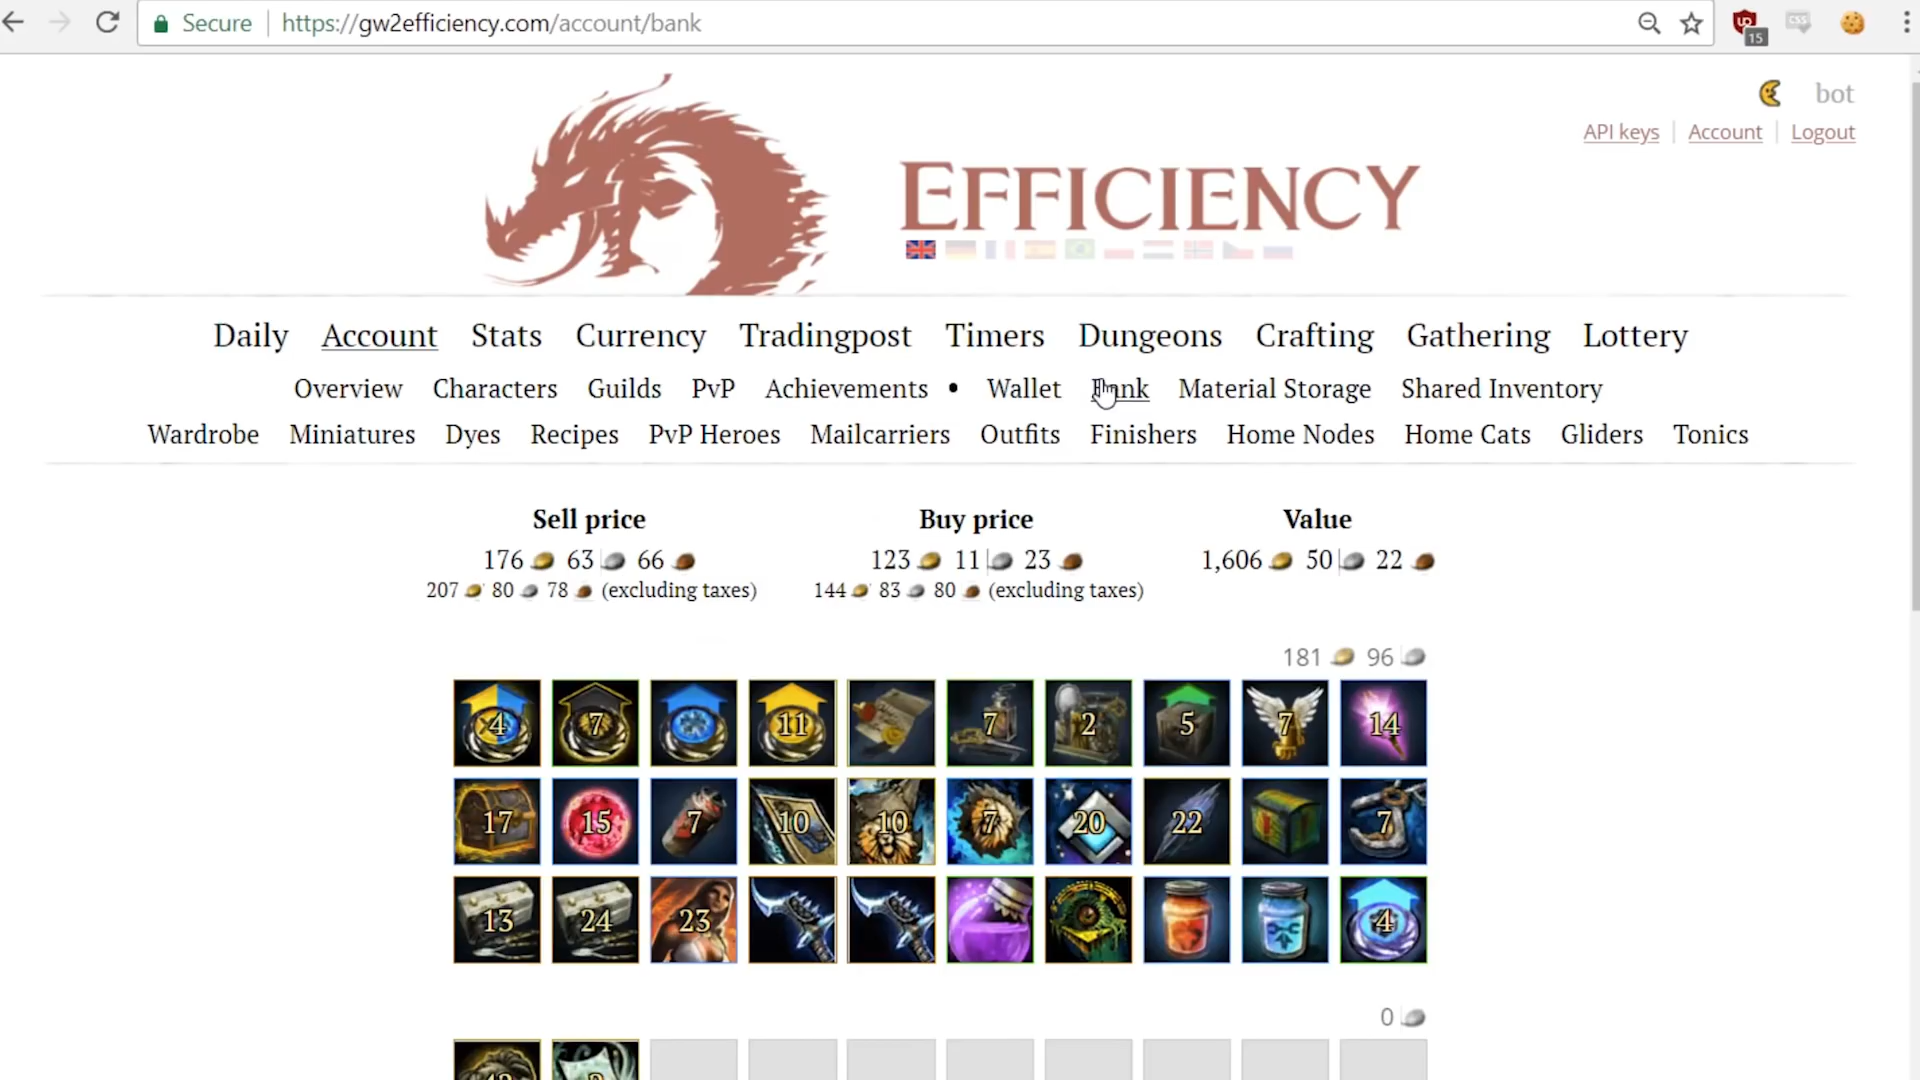 Secure https://gw2efficiency.com/account/bank
15
CSS
bot
API keys Account Logout
EFFICIENCY
Daily Account Stats Currency Tradingpost Timers Dungeons Crafting Gathering Lottery
Overview Characters Guilds PvP Achievements • Wallet Bank Material Storage Shared Inventory
Wardrobe Miniatures Dyes Recipes PvP Heroes Mailcarriers Outfits Finishers Home Nodes Home Cats Gliders Tonics
Sell price Buy price Value
176 63 66 123 11 23 1,606 50 22
207 80 78 (excluding taxes) 144 83 80 (excluding taxes)
181 96
4 7 11 7 2 5 7 14
17 15 7 10 10 7 20 22 7
13 24 23 4
0